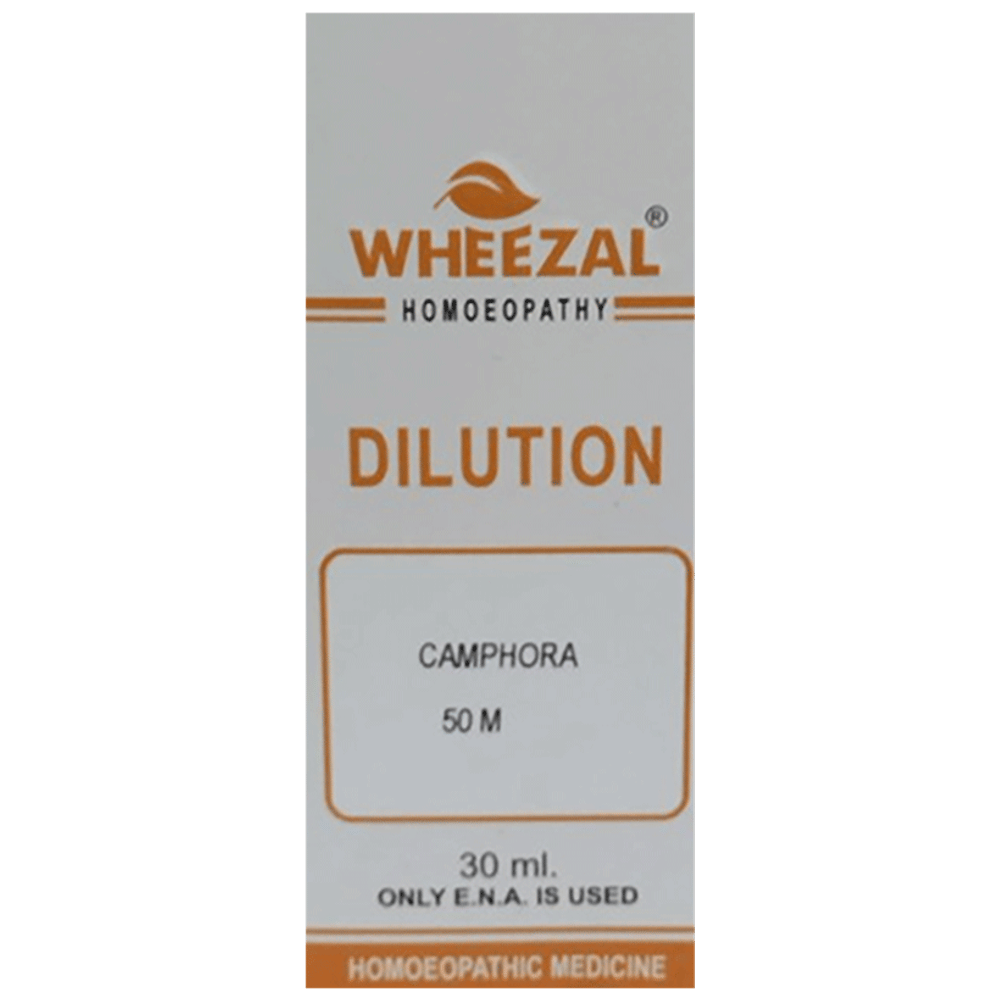 WHEEZAL®
HOMOEOPATHY
DILUTION
CAMPHORA
50 M
30 ml.
ONLY E.N.A. IS USED
HOMOEOPATHIC MEDICINE